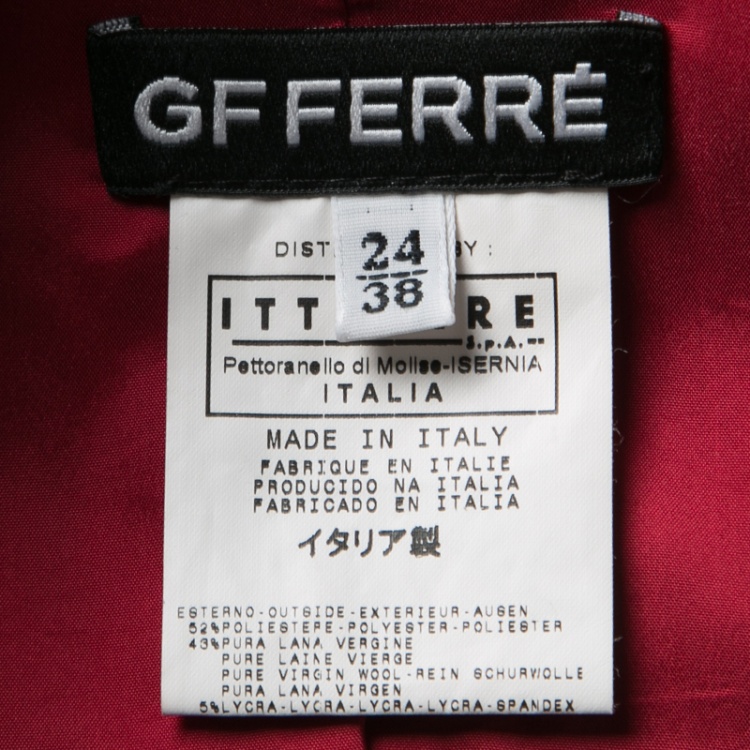 GF FERRÉ
24
38
DIST BY :
ITT RE
S.p.A.--
Pettoranello di Molise-ISERNIA
ITALIA
MADE IN ITALY
FABRIQUE EN ITALIE
PRODUCIDO NA ITALIA
FABRICADO EN ITALIA
イタリア製
ESTERNO-OUTSIDE-EXTERIEUR-AUSEN
52%POLIESTEPE-POLYESTER-POLIESTER
43%PURA LANA VERGINE
PURE LAINE VIERGE
PURE VIRGIN WOOL-REIN SCHURWOLLE
PURA LANA VIRGEN
5%LYCRA-LYCRA-LYCRA-LYCRA-SPANDEX